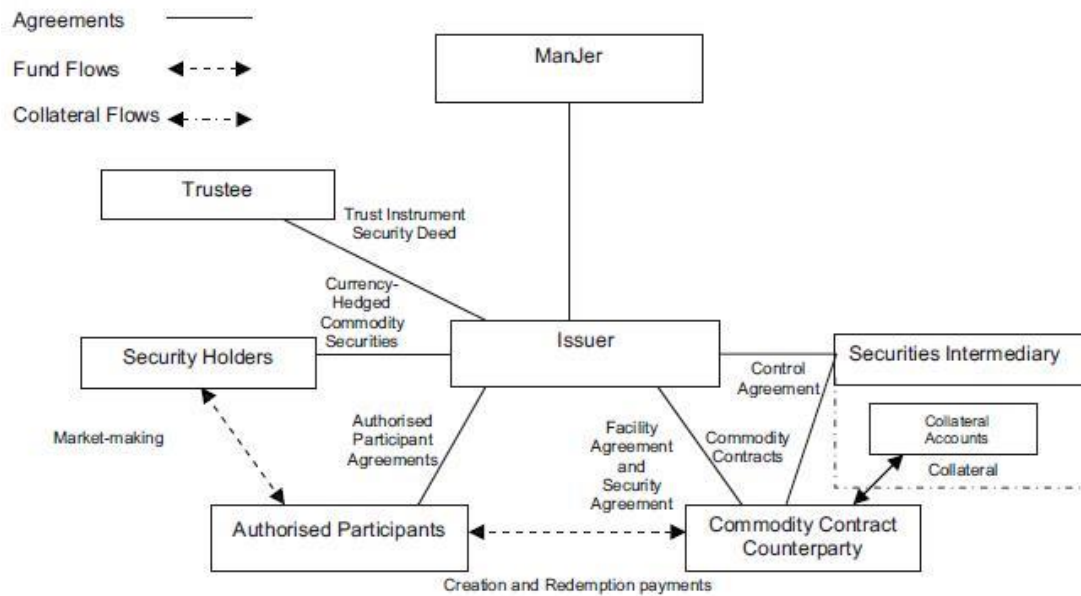 Agreements
Fund Flows
Collateral Flows
ManJer
Trustee
Trust Instrument
Security Deed
Currency-
Hedged
Commodity
Securities
Issuer
Security Holders
Securities Intermediary
Control
Agreement
Collateral
Accounts
Collateral
Market-making
Authorised
Participant
Agreements
Facility
Agreement
and
Security
Agreement
Commodity
Contracts
Authorised Participants
Commodity Contract
Counterparty
Creation and Redemption payments